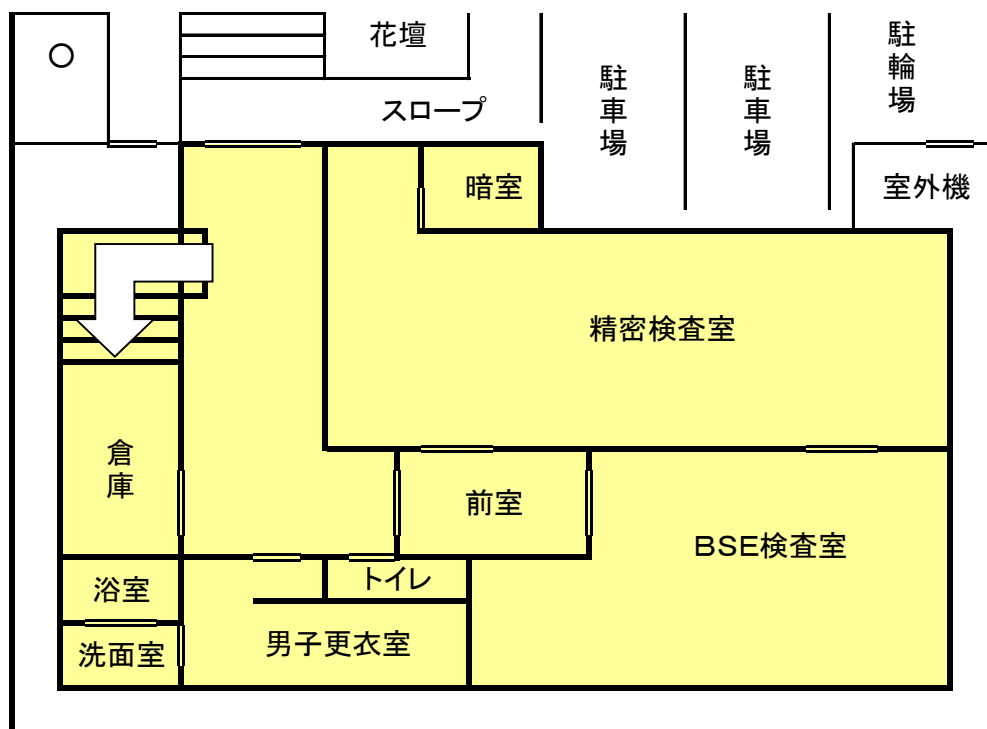 花壇
駐輪場
駐車場
駐車場
スロープ
暗室
室外機
精密検査室
倉庫
前室
BSE検査室
トイレ
浴室
男子更衣室
洗面室